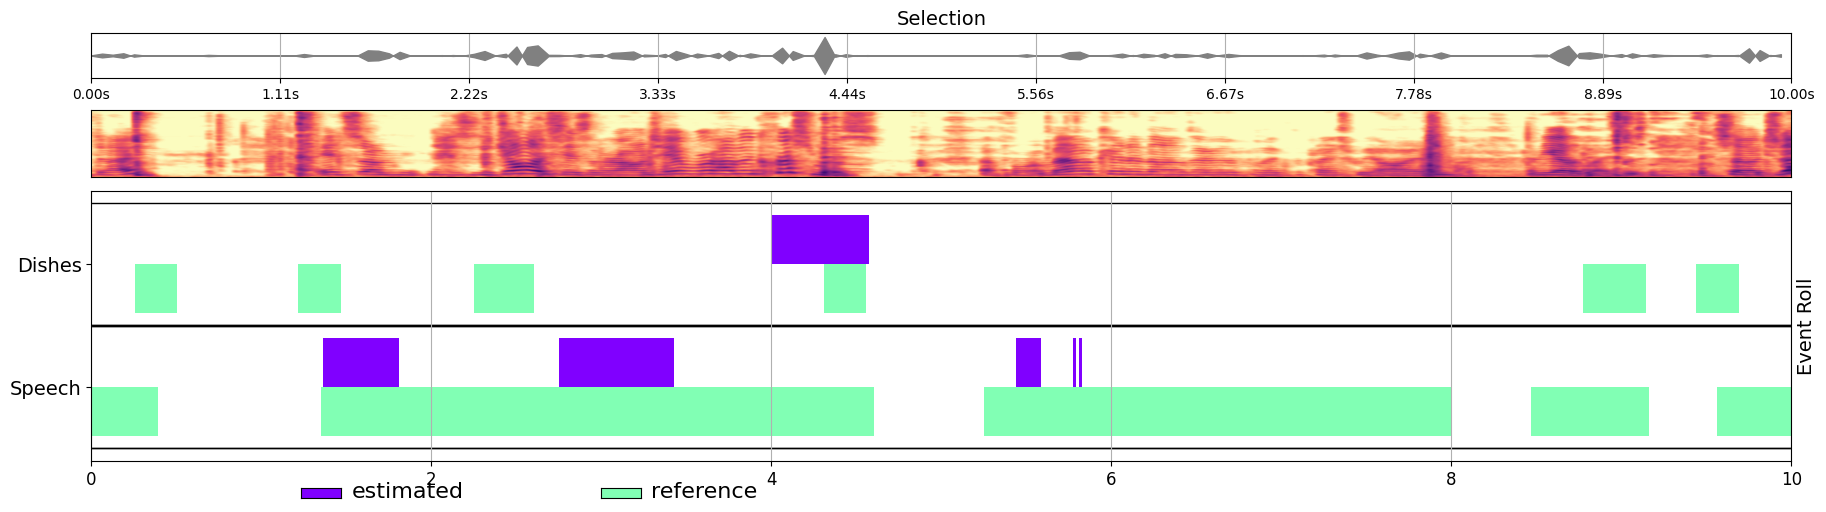 Selection
0.00s 1.11s 2.22s 3.33s 4.44s 5.56s 6.67s 7.78s 8.89s 10.00s
Dishes
Speech
Event Roll
0 2 4 6 8 10
estimated reference